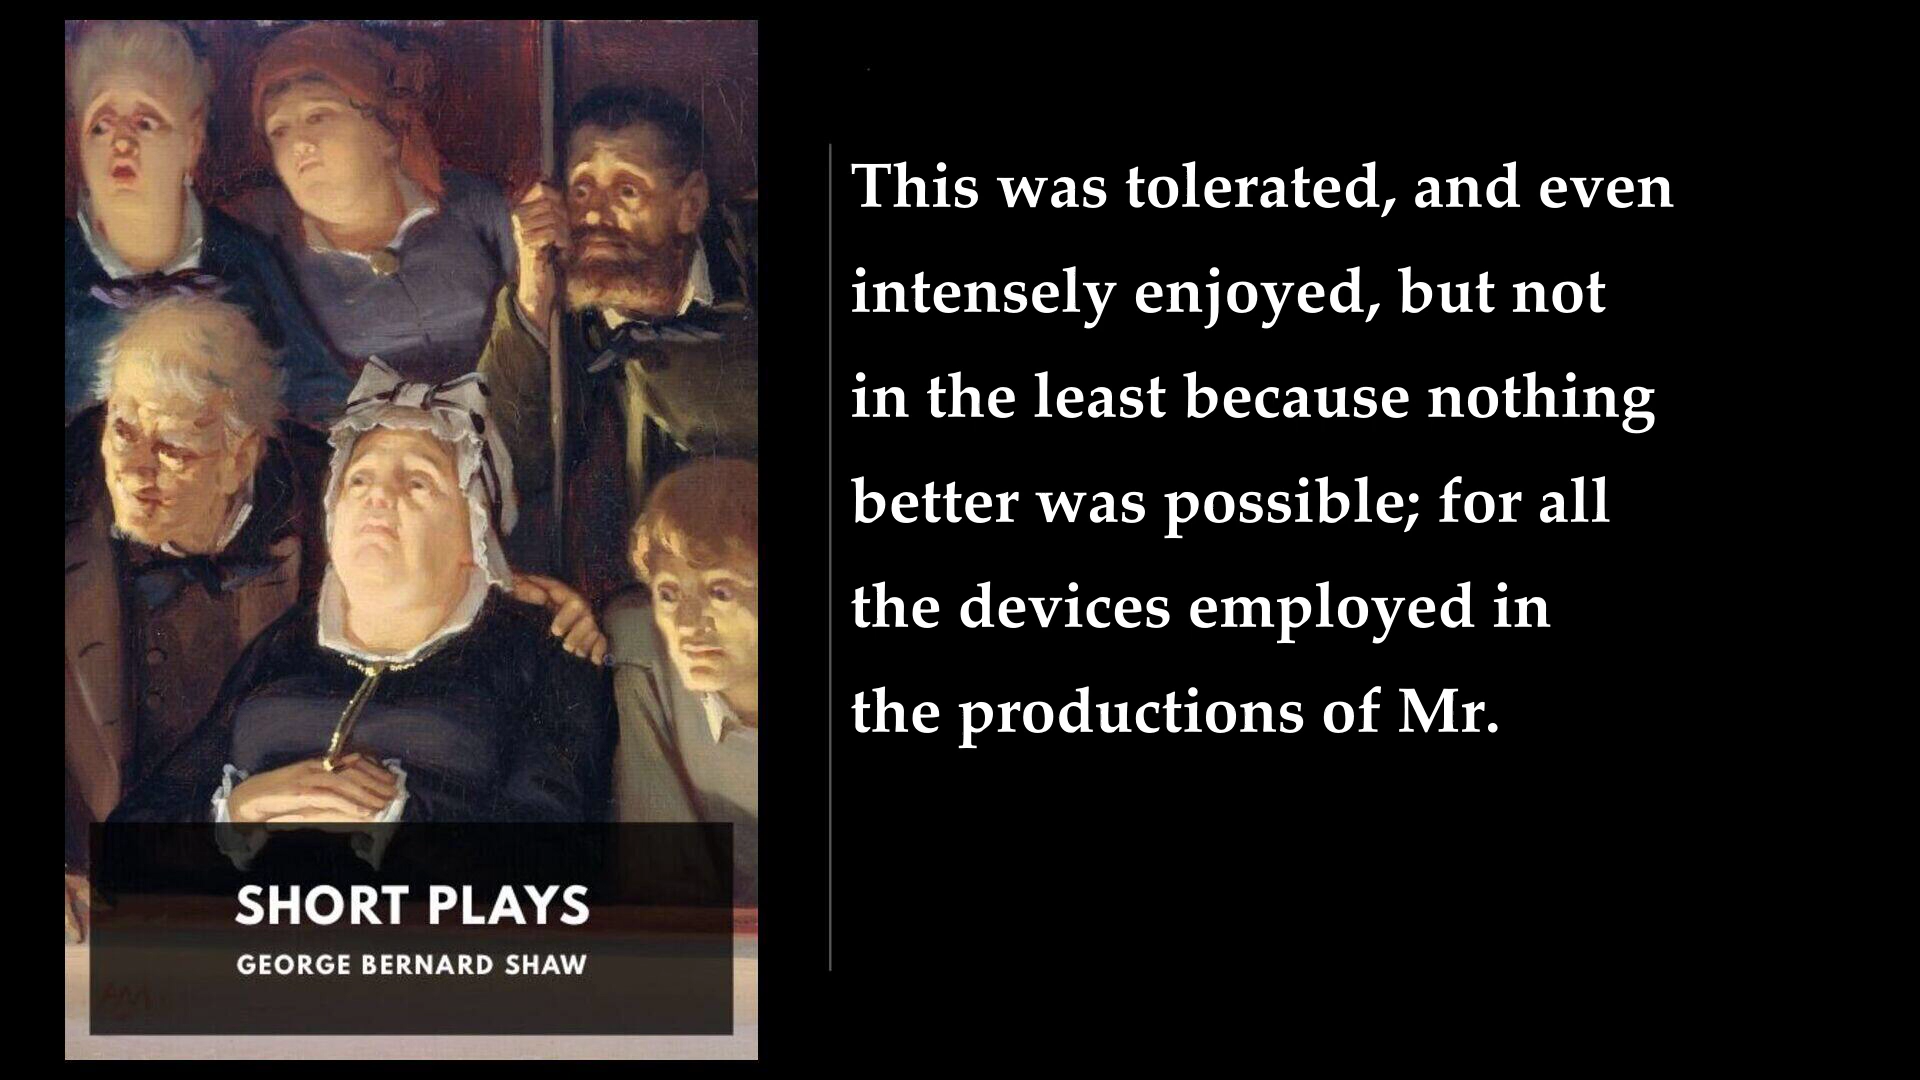 This was tolerated, and even
intensely enjoyed, but not
in the least because nothing
better was possible; for all
the devices employed in
the productions of Mr.
SHORT PLAYS
GEORGE BERNARD SHAW